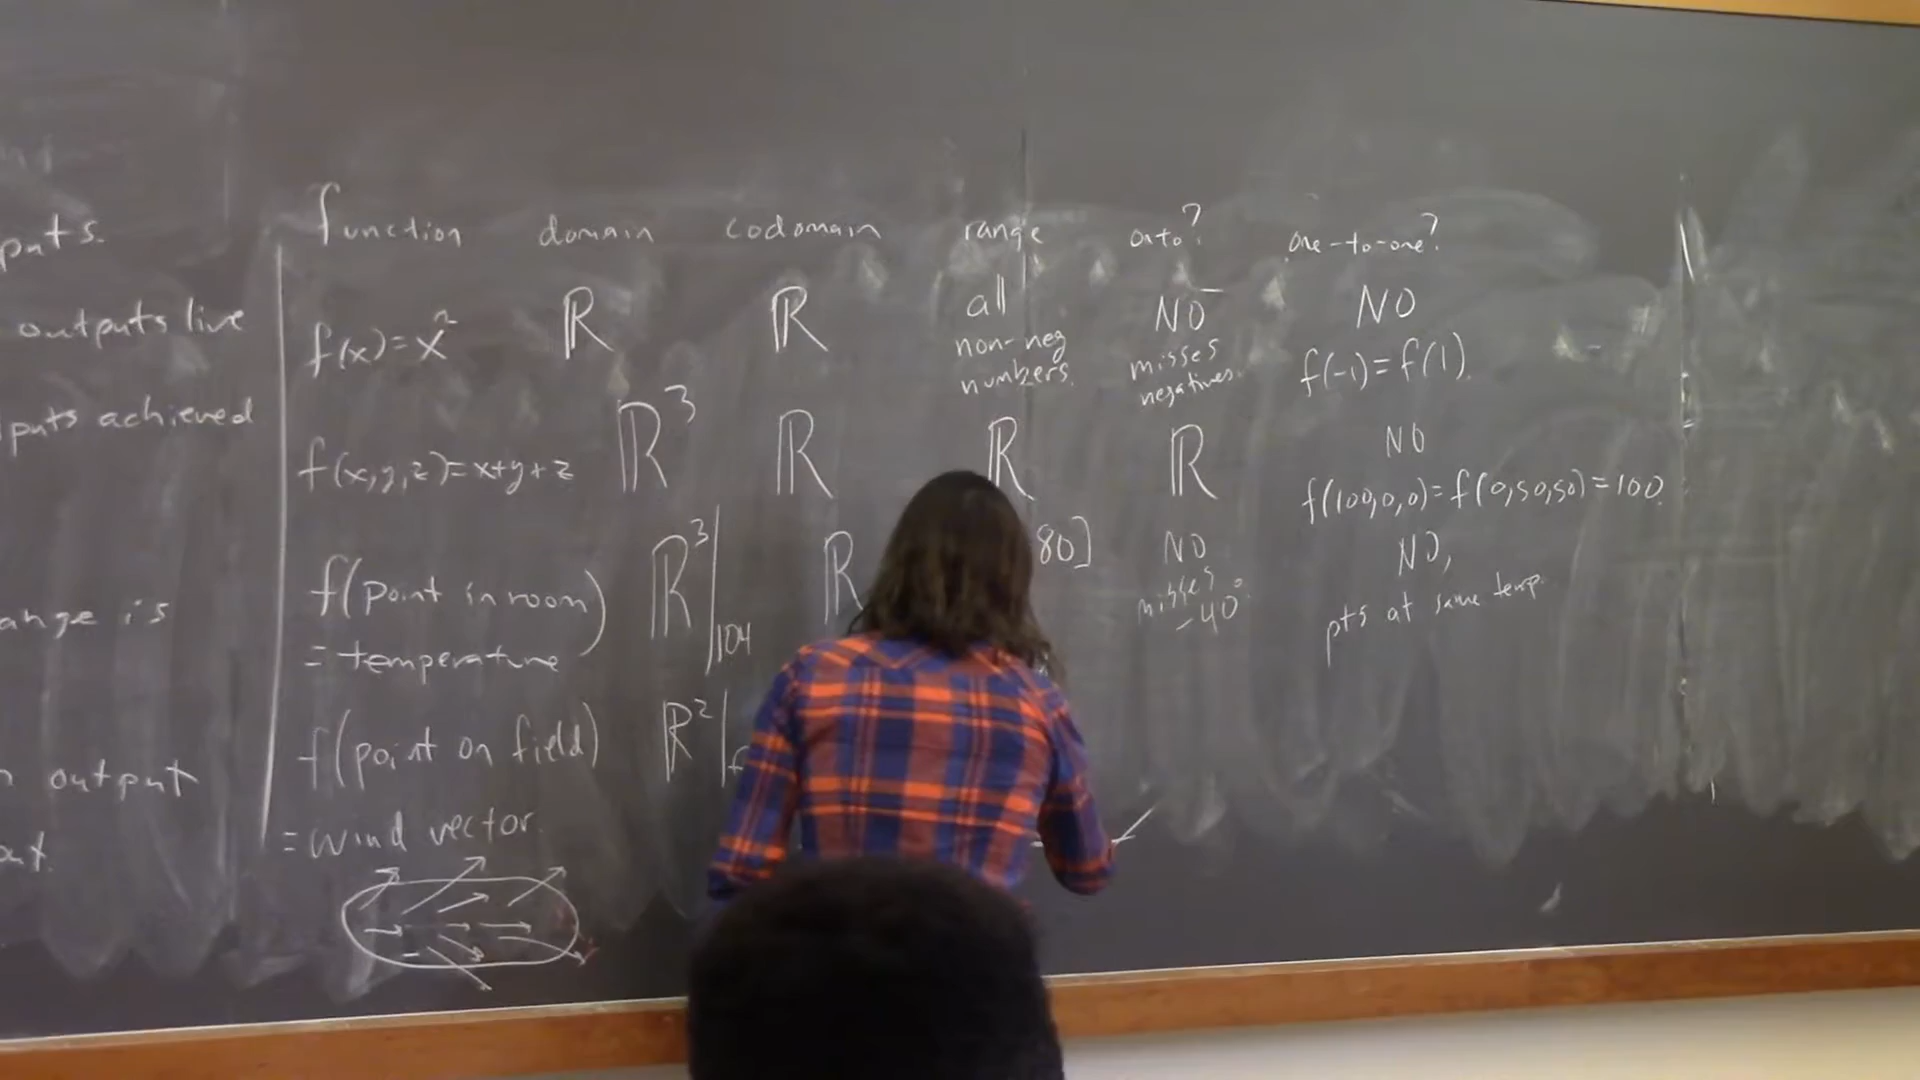 puts.
outputs live
puts achieved
ange is
output
function domain codomain range onto? one-to-one?
f(x)=x² ℝ ℝ all non-neg numbers. NO misses negatives. NO f(-1)=f(1).
f(x,y,z)=x+y+z ℝ³ ℝ ℝ ℝ NO f(100,0,0)=f(0,50,50)=100.
f(point in room) ℝ³|104 ℝ 80] NO misses -40°. NO, pts at same temp.
= temperature
f(point on field) ℝ²|f
= wind vector.